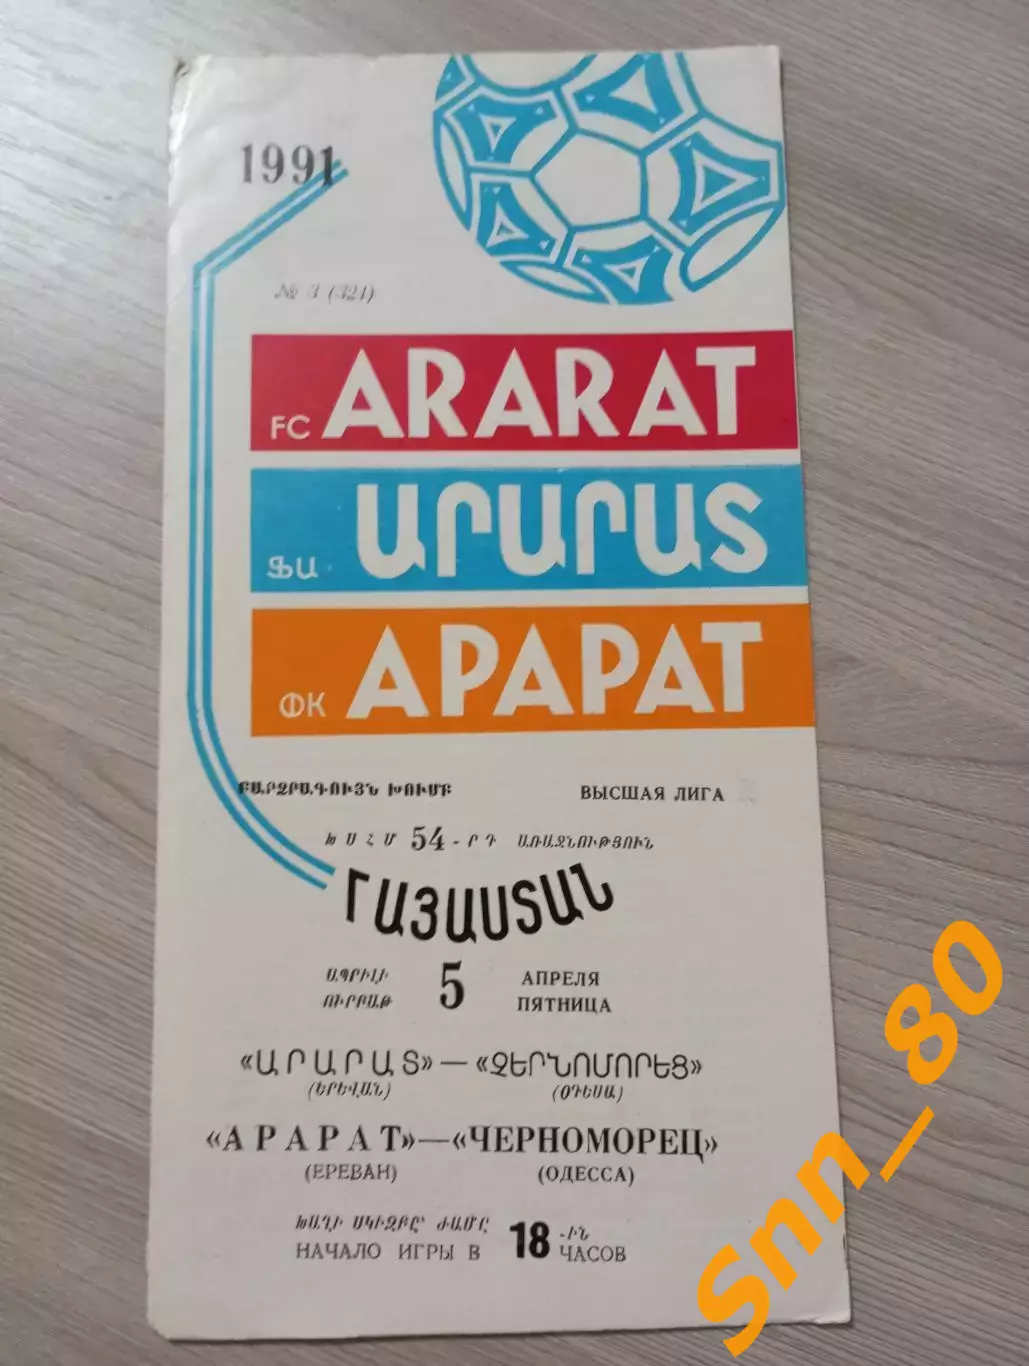 1991
№ 3 (321)
FC ARARAT
ՖԱ ԱՐԱՐԱՏ
ФК АРАРАТ
ԲԱՐՁՐԱԳՈՒՅՆ ԽՈՒՄԲ ВЫСШАЯ ЛИГА
ԽՍՀՄ 54-ՐԴ ԱՌԱՋՆՈՒԹՅՈՒՆ
ՀԱՅԱՍՏԱՆ
ԱՊՐԻԼԻ 5 АПРЕЛЯ
ՈՒՐԲԱԹ ПЯТНИЦА
«ԱՐԱՐԱՏ»—«ՉԵՐՆՈՄՈՐԵՑ»
(ԵՐԵՎԱՆ) (ՕԴԵՍԱ)
«АРАРАТ»—«ЧЕРНОМОРЕЦ»
(ЕРЕВАН) (ОДЕССА)
ԽԱՂԻ ՍԿԻԶԲԸ ԺԱՄԸ 18-ԻՆ
НАЧАЛО ИГРЫ В ЧАСОВ
Snn_80